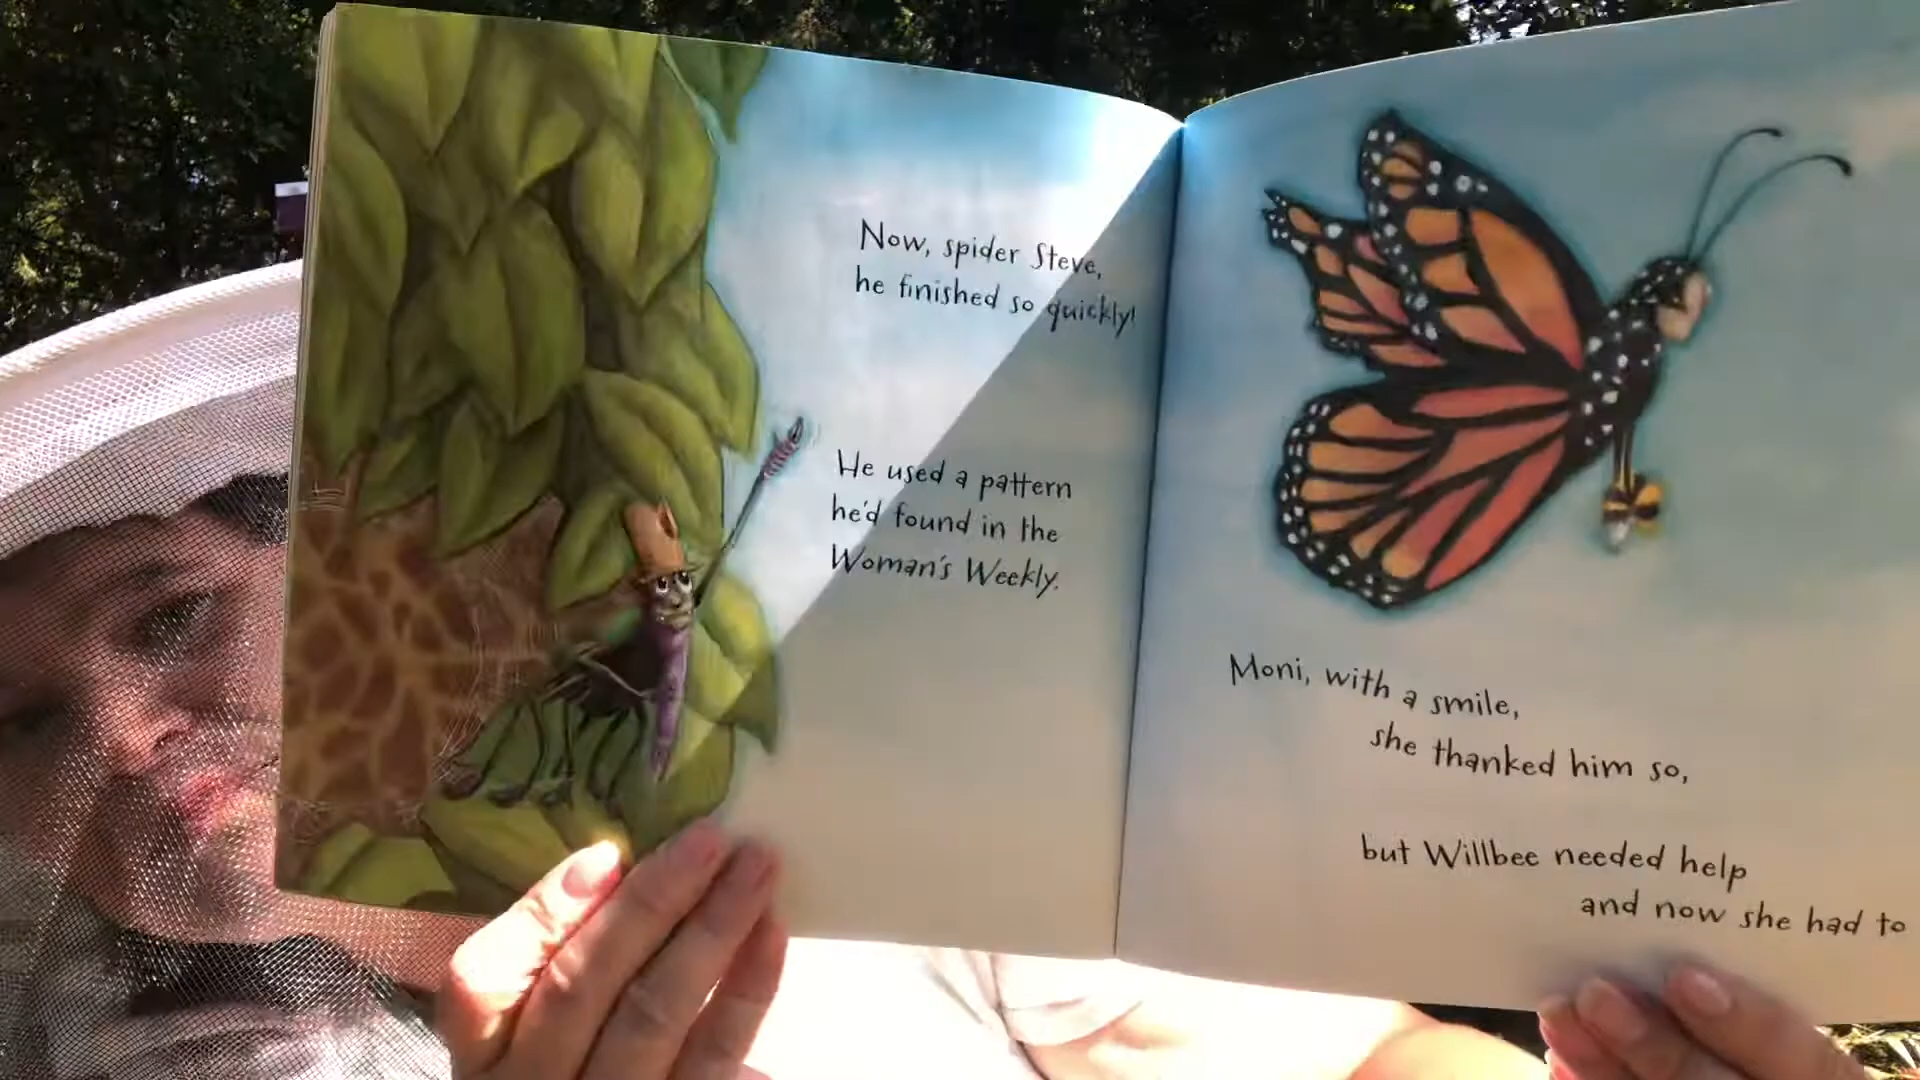 Now, spider Steve,
he finished so quickly!
He used a pattern
he'd found in the
Woman's Weekly.
Moni, with a smile,
she thanked him so,
but Willbee needed help
and now she had to